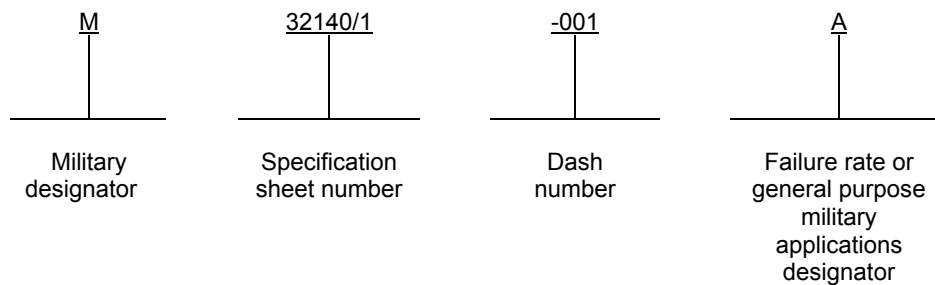 M 32140/1 -001 A
Military designator
Specification sheet number
Dash number
Failure rate or general purpose military applications designator